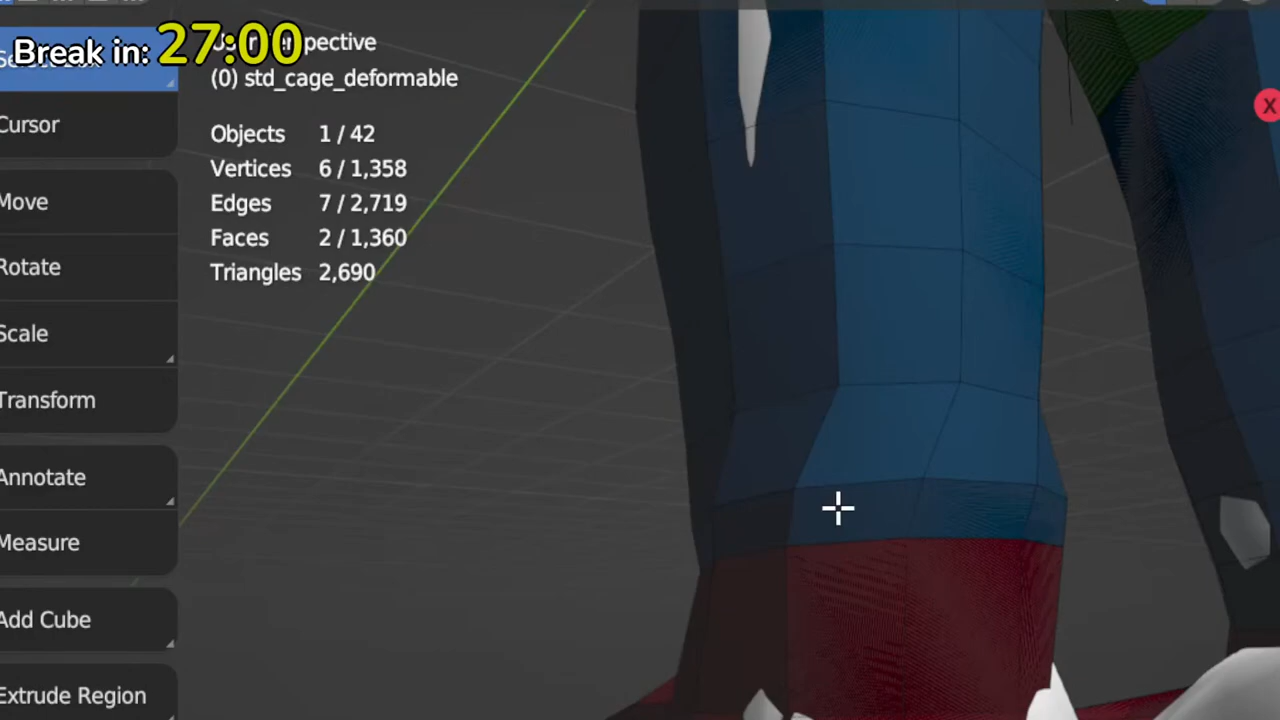 Break in: 27:00
perspective
(0) std_cage_deformable
Objects 1 / 42
Vertices 6 / 1,358
Edges 7 / 2,719
Faces 2 / 1,360
Triangles 2,690
Cursor
Move
Rotate
Scale
Transform
Annotate
Measure
Add Cube
Extrude Region
X